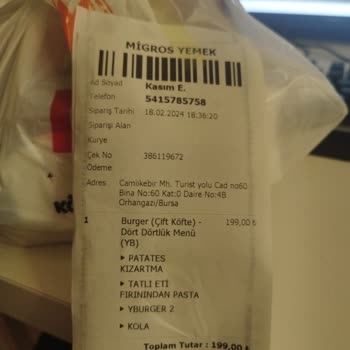 MİGROS YEMEK
Ad Soyad Kasım E.
Telefon 5415785758
Sipariş Tarihi 18.02.2024 18:36:20
Siparişi Alan
Kurye
Çek No 386119672
Ödeme
Adres Camiikebir Mh. Turist yolu Cad no60
Bina No:60 Kat:0 Daire No:4B
Orhangazi/Bursa
1 Burger (Çift Köfte) - 199,00 ₺
Dört Dörtlük Menü
(YB)
▸ PATATES
KIZARTMA
▸ TATLI ETİ
FIRININDAN PASTA
▸ YBURGER 2
▸ KOLA
Toplam Tutar : 199,00 ₺